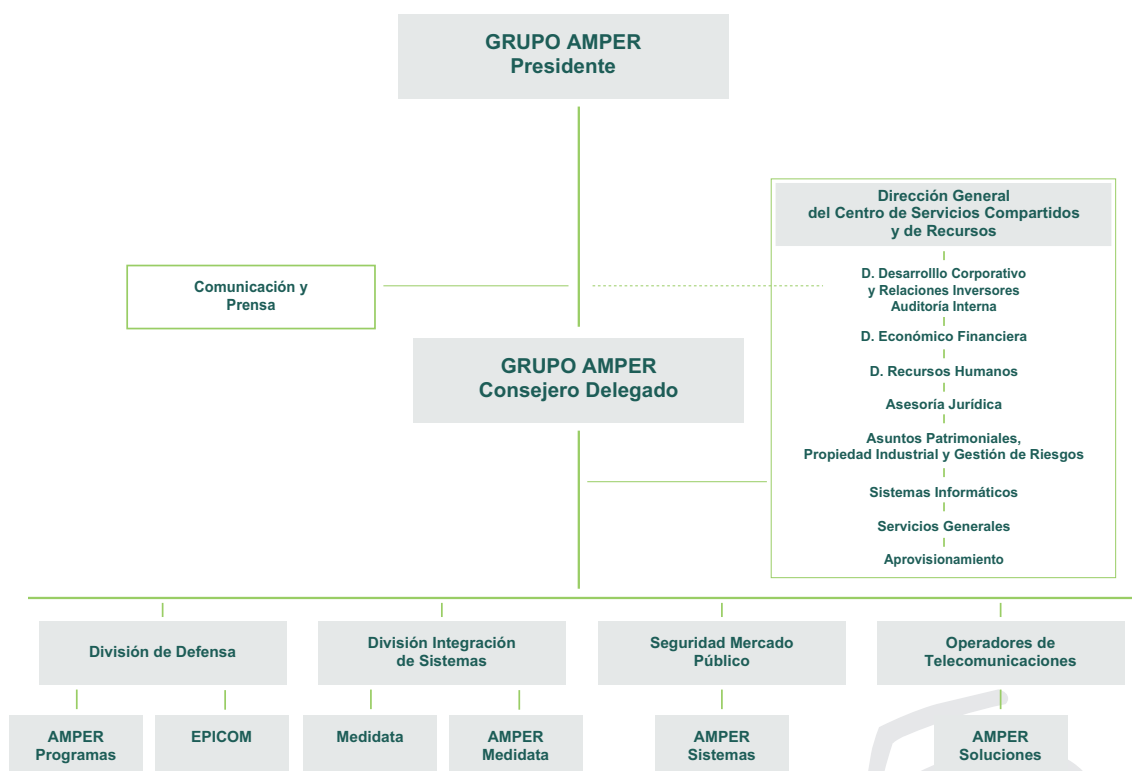 GRUPO AMPER
Presidente
Dirección General
del Centro de Servicios Compartidos
y de Recursos
Comunicación y
Prensa
D. Desarrolllo Corporativo
y Relaciones Inversores
Auditoría Interna
D. Económico Financiera
D. Recursos Humanos
Asesoría Jurídica
Asuntos Patrimoniales,
Propiedad Industrial y Gestión de Riesgos
Sistemas Informáticos
Servicios Generales
Aprovisionamiento
GRUPO AMPER
Consejero Delegado
División de Defensa
División Integración
de Sistemas
Seguridad Mercado
Público
Operadores de
Telecomunicaciones
AMPER
Programas
EPICOM
Medidata
AMPER
Medidata
AMPER
Sistemas
AMPER
Soluciones